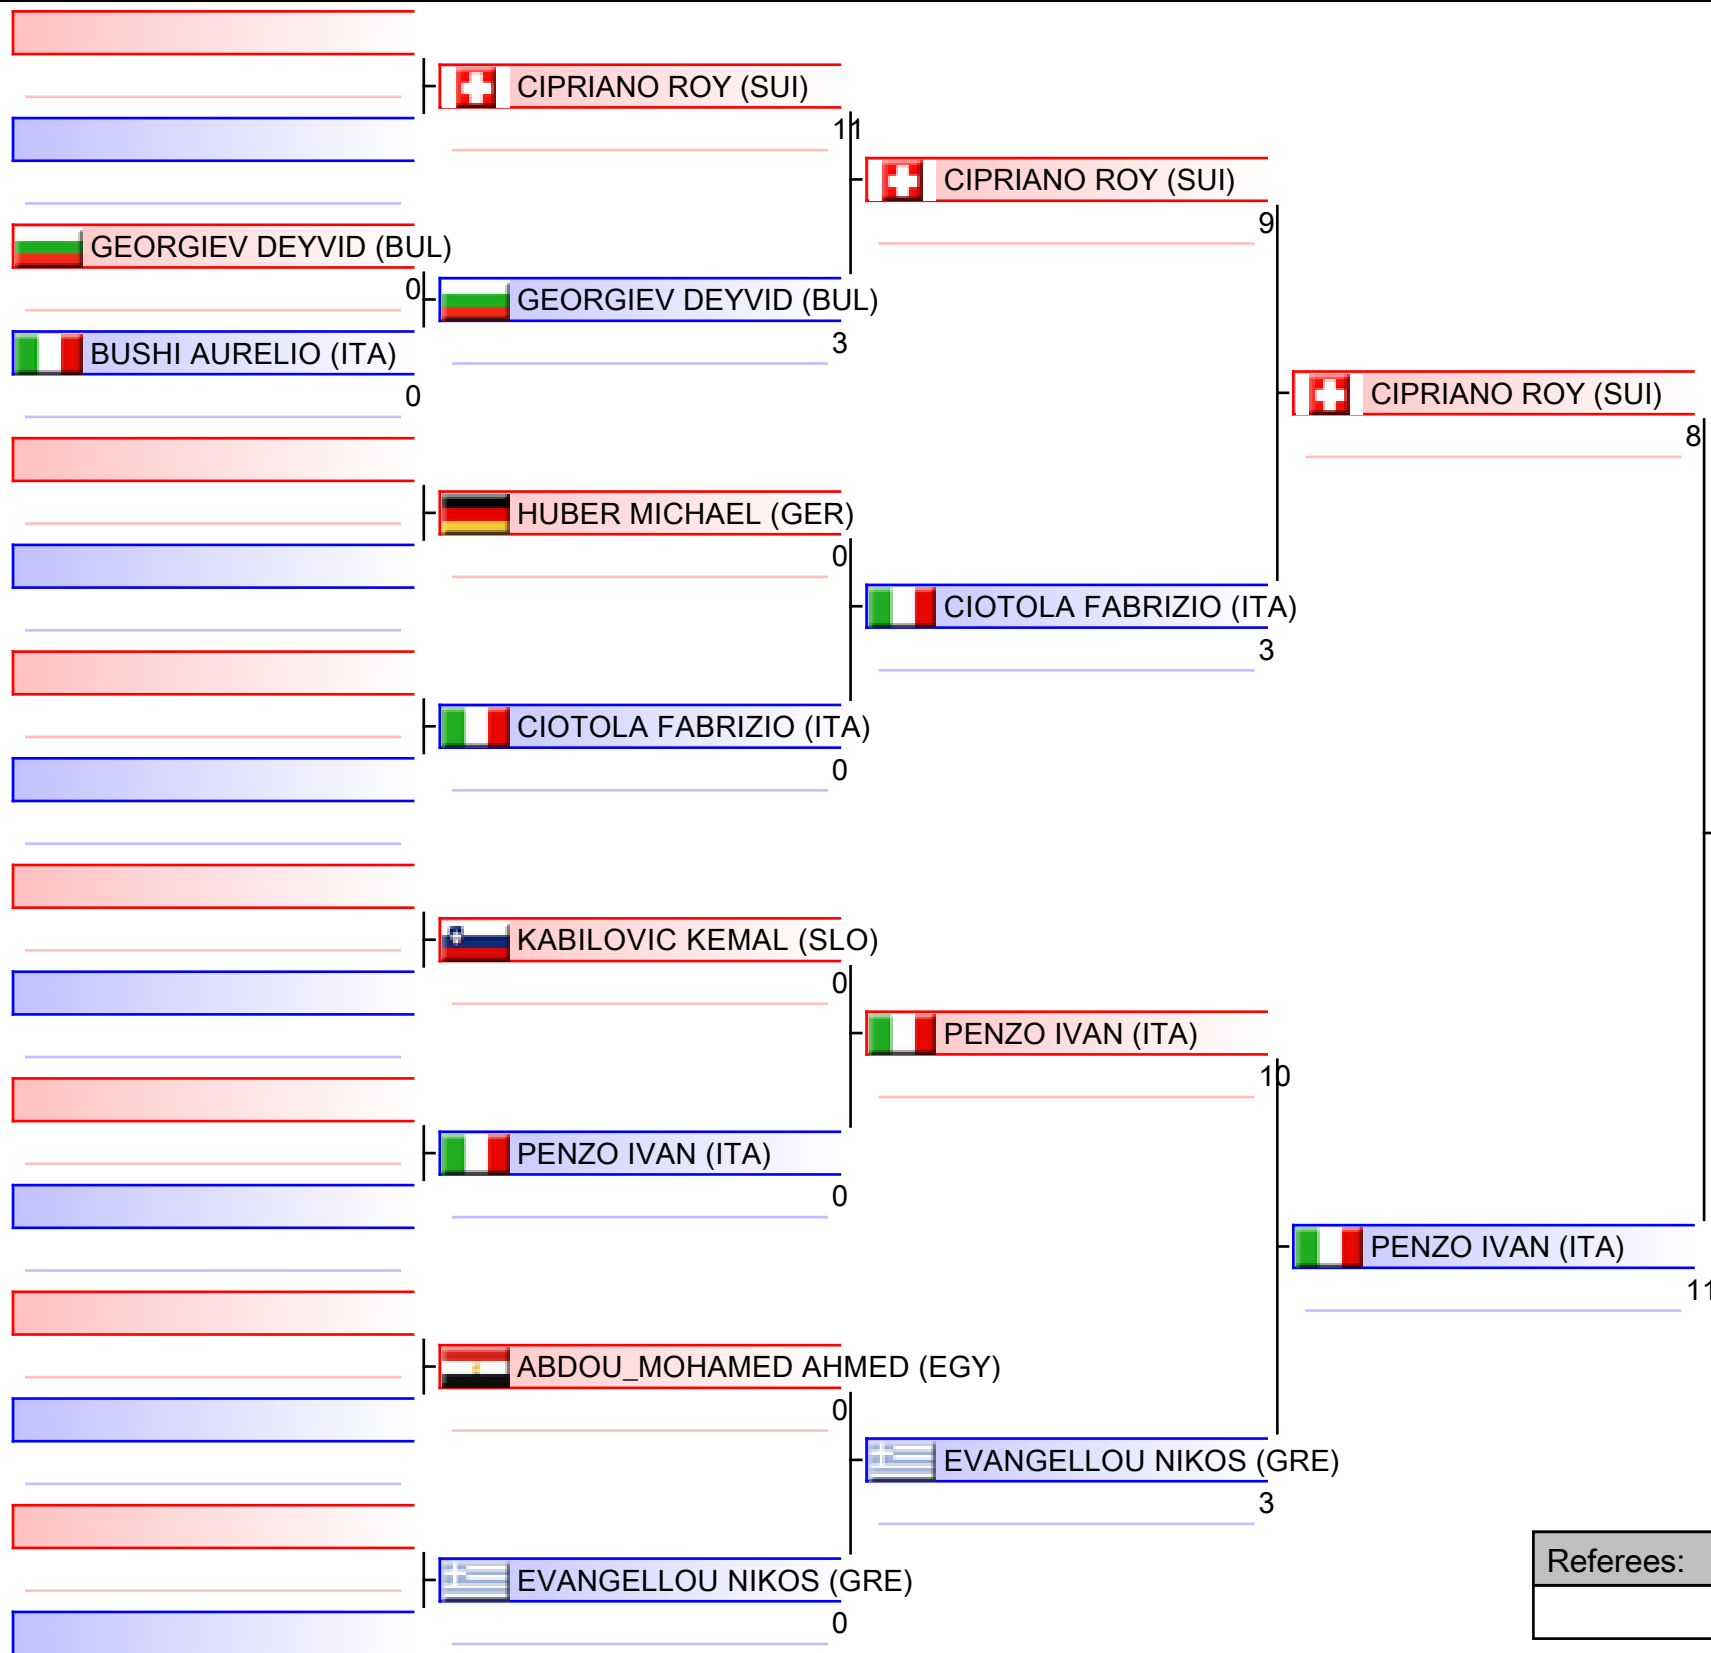 CIPRIANO ROY (SUI)
11
CIPRIANO ROY (SUI)
9
GEORGIEV DEYVID (BUL)
0
GEORGIEV DEYVID (BUL)
3
BUSHI AURELIO (ITA)
0
CIPRIANO ROY (SUI)
8
HUBER MICHAEL (GER)
0
CIOTOLA FABRIZIO (ITA)
3
CIOTOLA FABRIZIO (ITA)
0
KABILOVIC KEMAL (SLO)
0
PENZO IVAN (ITA)
10
PENZO IVAN (ITA)
0
PENZO IVAN (ITA)
11
ABDOU_MOHAMED AHMED (EGY)
0
EVANGELLOU NIKOS (GRE)
3
EVANGELLOU NIKOS (GRE)
0
Referees: